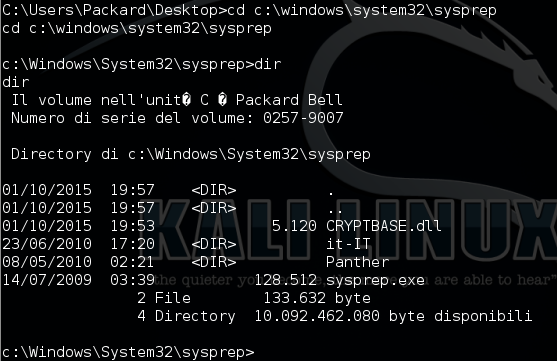 C:\Users\Packard\Desktop>cd c:\windows\system32\sysprep
cd c:\windows\system32\sysprep

c:\Windows\System32\sysprep>dir
dir
 Il volume nell'unit� C � Packard Bell
 Numero di serie del volume: 0257-9007

 Directory di c:\Windows\System32\sysprep

01/10/2015  19:57    <DIR>          .
01/10/2015  19:57    <DIR>          ..
01/10/2015  19:53             5.120 CRYPTBASE.dll
23/06/2010  17:20    <DIR>          it-IT
08/05/2010  02:21    <DIR>          Panther
14/07/2009  03:39           128.512 sysprep.exe
               2 File        133.632 byte
               4 Directory  10.092.462.080 byte disponibili

c:\Windows\System32\sysprep>
KALI LINUX
"the quieter you are able to hear"